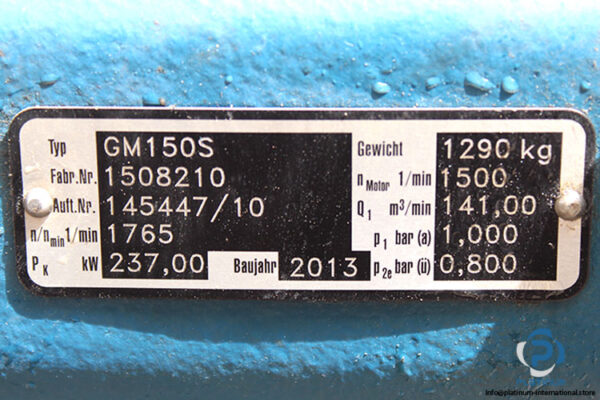 Typ GM150S Gewicht 1290 kg
Fabr.Nr. 1508210 n Motor 1/min 1500
Auft.Nr. 145447/10 Q1 m³/min 141,00
n/nmin 1/min 1765 p1 bar (a) 1,000
PK kW 237,00 Baujahr 2013 p2e bar (ü) 0,800
info@platinum-international.store